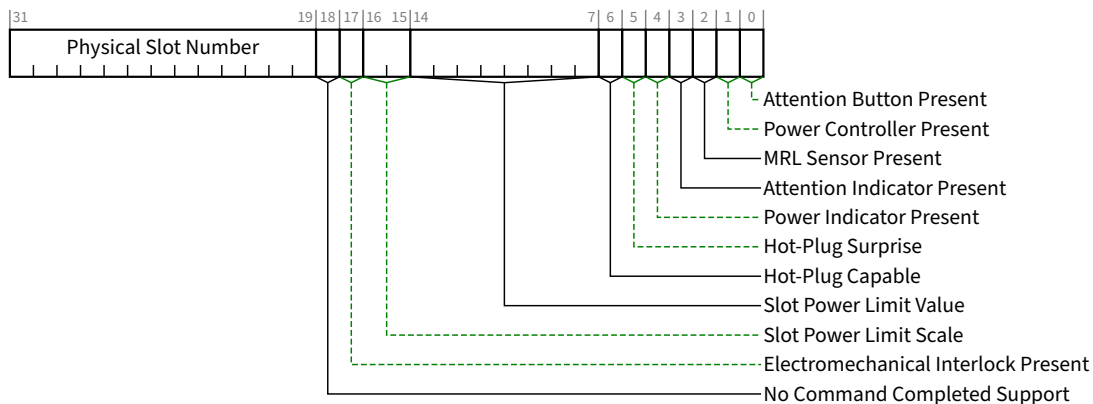 31 19 18 17 16 15 14 7 6 5 4 3 2 1 0
Physical Slot Number
Attention Button Present
Power Controller Present
MRL Sensor Present
Attention Indicator Present
Power Indicator Present
Hot-Plug Surprise
Hot-Plug Capable
Slot Power Limit Value
Slot Power Limit Scale
Electromechanical Interlock Present
No Command Completed Support